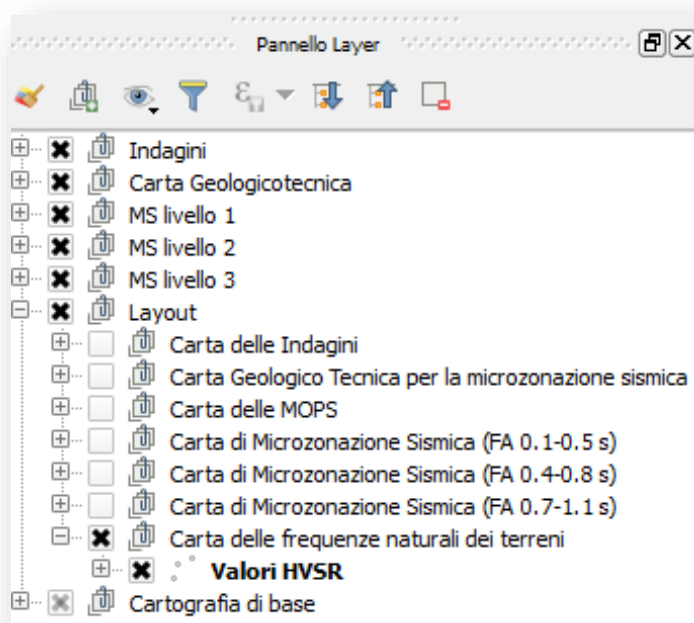 Pannello Layer
Indagini
Carta Geologicotecnica
MS livello 1
MS livello 2
MS livello 3
Layout
Carta delle Indagini
Carta Geologico Tecnica per la microzonazione sismica
Carta delle MOPS
Carta di Microzonazione Sismica (FA 0.1-0.5 s)
Carta di Microzonazione Sismica (FA 0.4-0.8 s)
Carta di Microzonazione Sismica (FA 0.7-1.1 s)
Carta delle frequenze naturali dei terreni
Valori HVSR
Cartografia di base